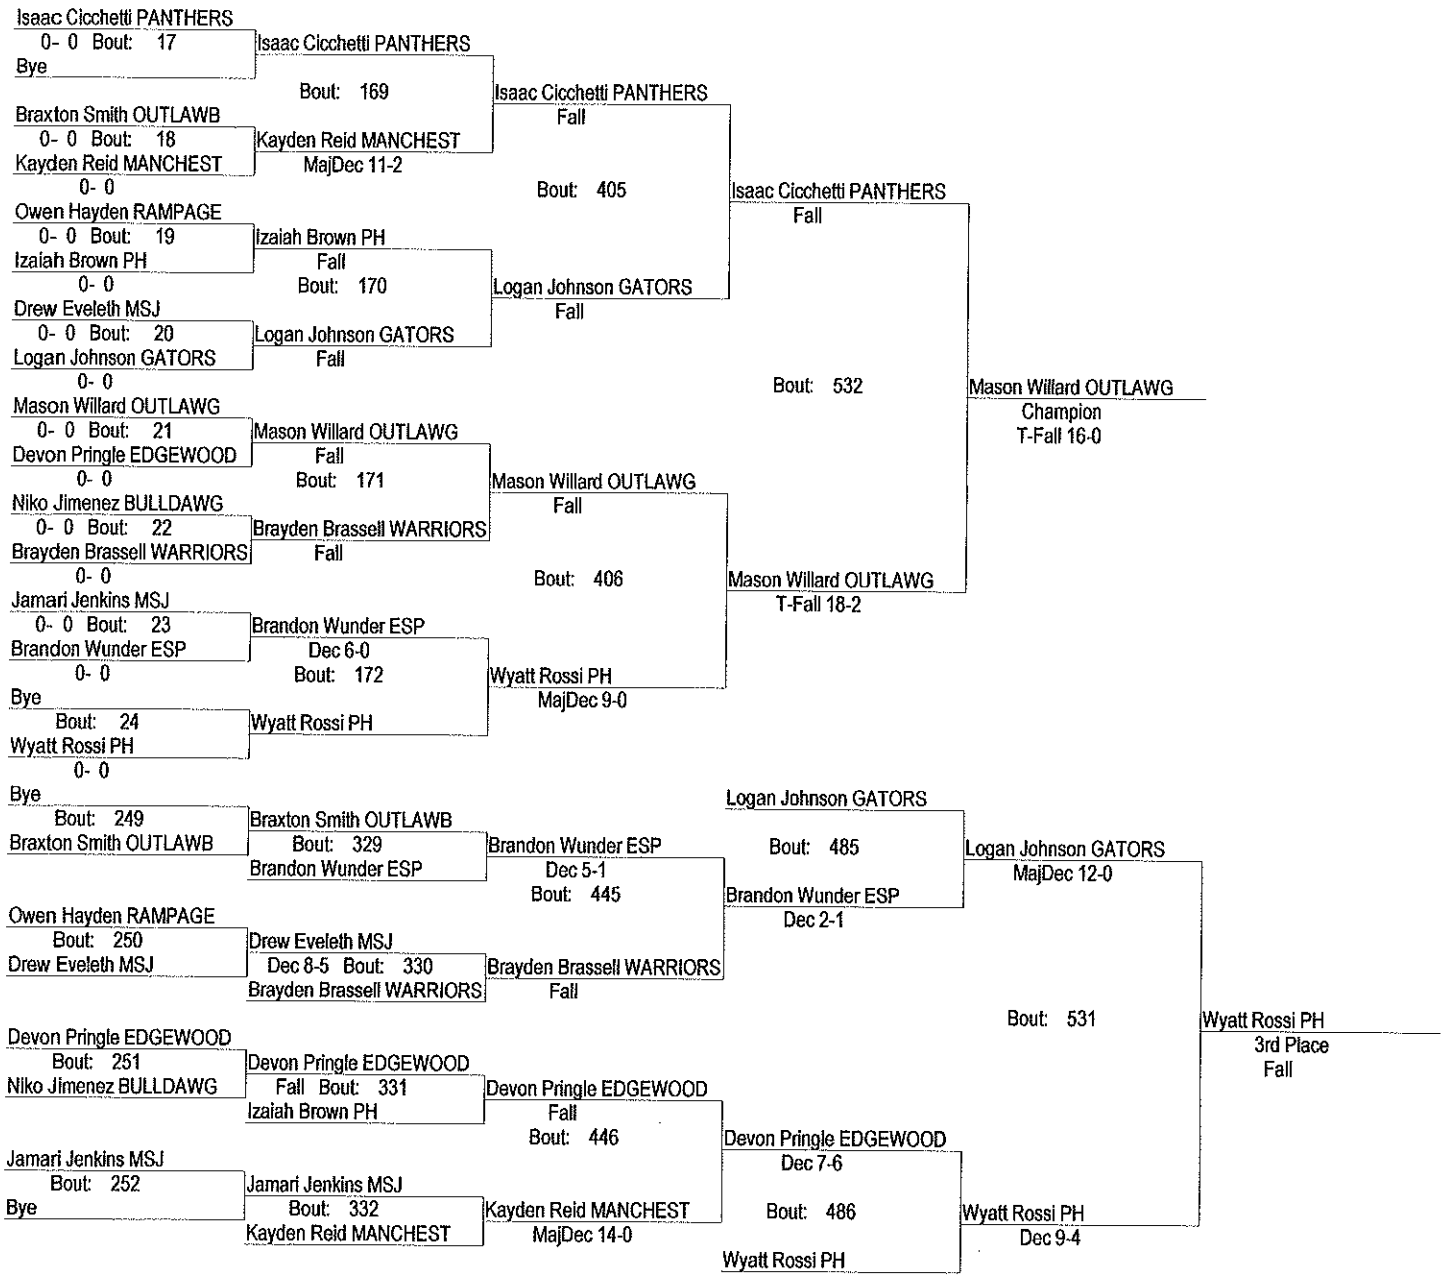 Isaac Cicchetti PANTHERS
0- 0 Bout: 17
Bye
Isaac Cicchetti PANTHERS
Bout: 169
Braxton Smith OUTLAWB
0- 0 Bout: 18
Kayden Reid MANCHEST
0- 0
Kayden Reid MANCHEST
MajDec 11-2
Isaac Cicchetti PANTHERS
Fall
Bout: 405
Owen Hayden RAMPAGE
0- 0 Bout: 19
Izaiah Brown PH
0- 0
Izaiah Brown PH
Fall
Bout: 170
Drew Eveleth MSJ
0- 0 Bout: 20
Logan Johnson GATORS
0- 0
Logan Johnson GATORS
Fall
Logan Johnson GATORS
Fall
Isaac Cicchetti PANTHERS
Fall
Bout: 532
Mason Willard OUTLAWG
Champion
T-Fall 16-0
Mason Willard OUTLAWG
0- 0 Bout: 21
Devon Pringle EDGEWOOD
0- 0
Mason Willard OUTLAWG
Fall
Bout: 171
Niko Jimenez BULLDAWG
0- 0 Bout: 22
Brayden Brassell WARRIORS
0- 0
Brayden Brassell WARRIORS
Fall
Mason Willard OUTLAWG
Fall
Bout: 406
Jamari Jenkins MSJ
0- 0 Bout: 23
Brandon Wunder ESP
0- 0
Brandon Wunder ESP
Dec 6-0
Bout: 172
Bye
Bout: 24
Wyatt Rossi PH
0- 0
Wyatt Rossi PH
Wyatt Rossi PH
MajDec 9-0
Mason Willard OUTLAWG
T-Fall 18-2
Bye
Bout: 249
Braxton Smith OUTLAWB
Braxton Smith OUTLAWB
Bout: 329
Brandon Wunder ESP
Brandon Wunder ESP
Dec 5-1
Bout: 445
Owen Hayden RAMPAGE
Bout: 250
Drew Eveleth MSJ
Drew Eveleth MSJ
Dec 8-5 Bout: 330
Brayden Brassell WARRIORS
Brayden Brassell WARRIORS
Fall
Logan Johnson GATORS
Bout: 485
Brandon Wunder ESP
Dec 2-1
Logan Johnson GATORS
MajDec 12-0
Bout: 531
Wyatt Rossi PH
3rd Place
Fall
Devon Pringle EDGEWOOD
Bout: 251
Niko Jimenez BULLDAWG
Devon Pringle EDGEWOOD
Fall Bout: 331
Izaiah Brown PH
Devon Pringle EDGEWOOD
Fall
Bout: 446
Jamari Jenkins MSJ
Bout: 252
Bye
Jamari Jenkins MSJ
Bout: 332
Kayden Reid MANCHEST
Kayden Reid MANCHEST
MajDec 14-0
Devon Pringle EDGEWOOD
Dec 7-6
Bout: 486
Wyatt Rossi PH
Wyatt Rossi PH
Dec 9-4